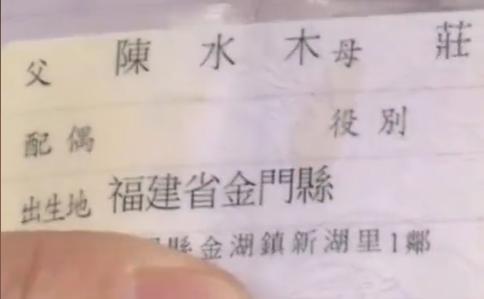 父 陳水木 母 莊
配偶 役別
出生地 福建省金門縣
縣金湖鎮新湖里1鄰